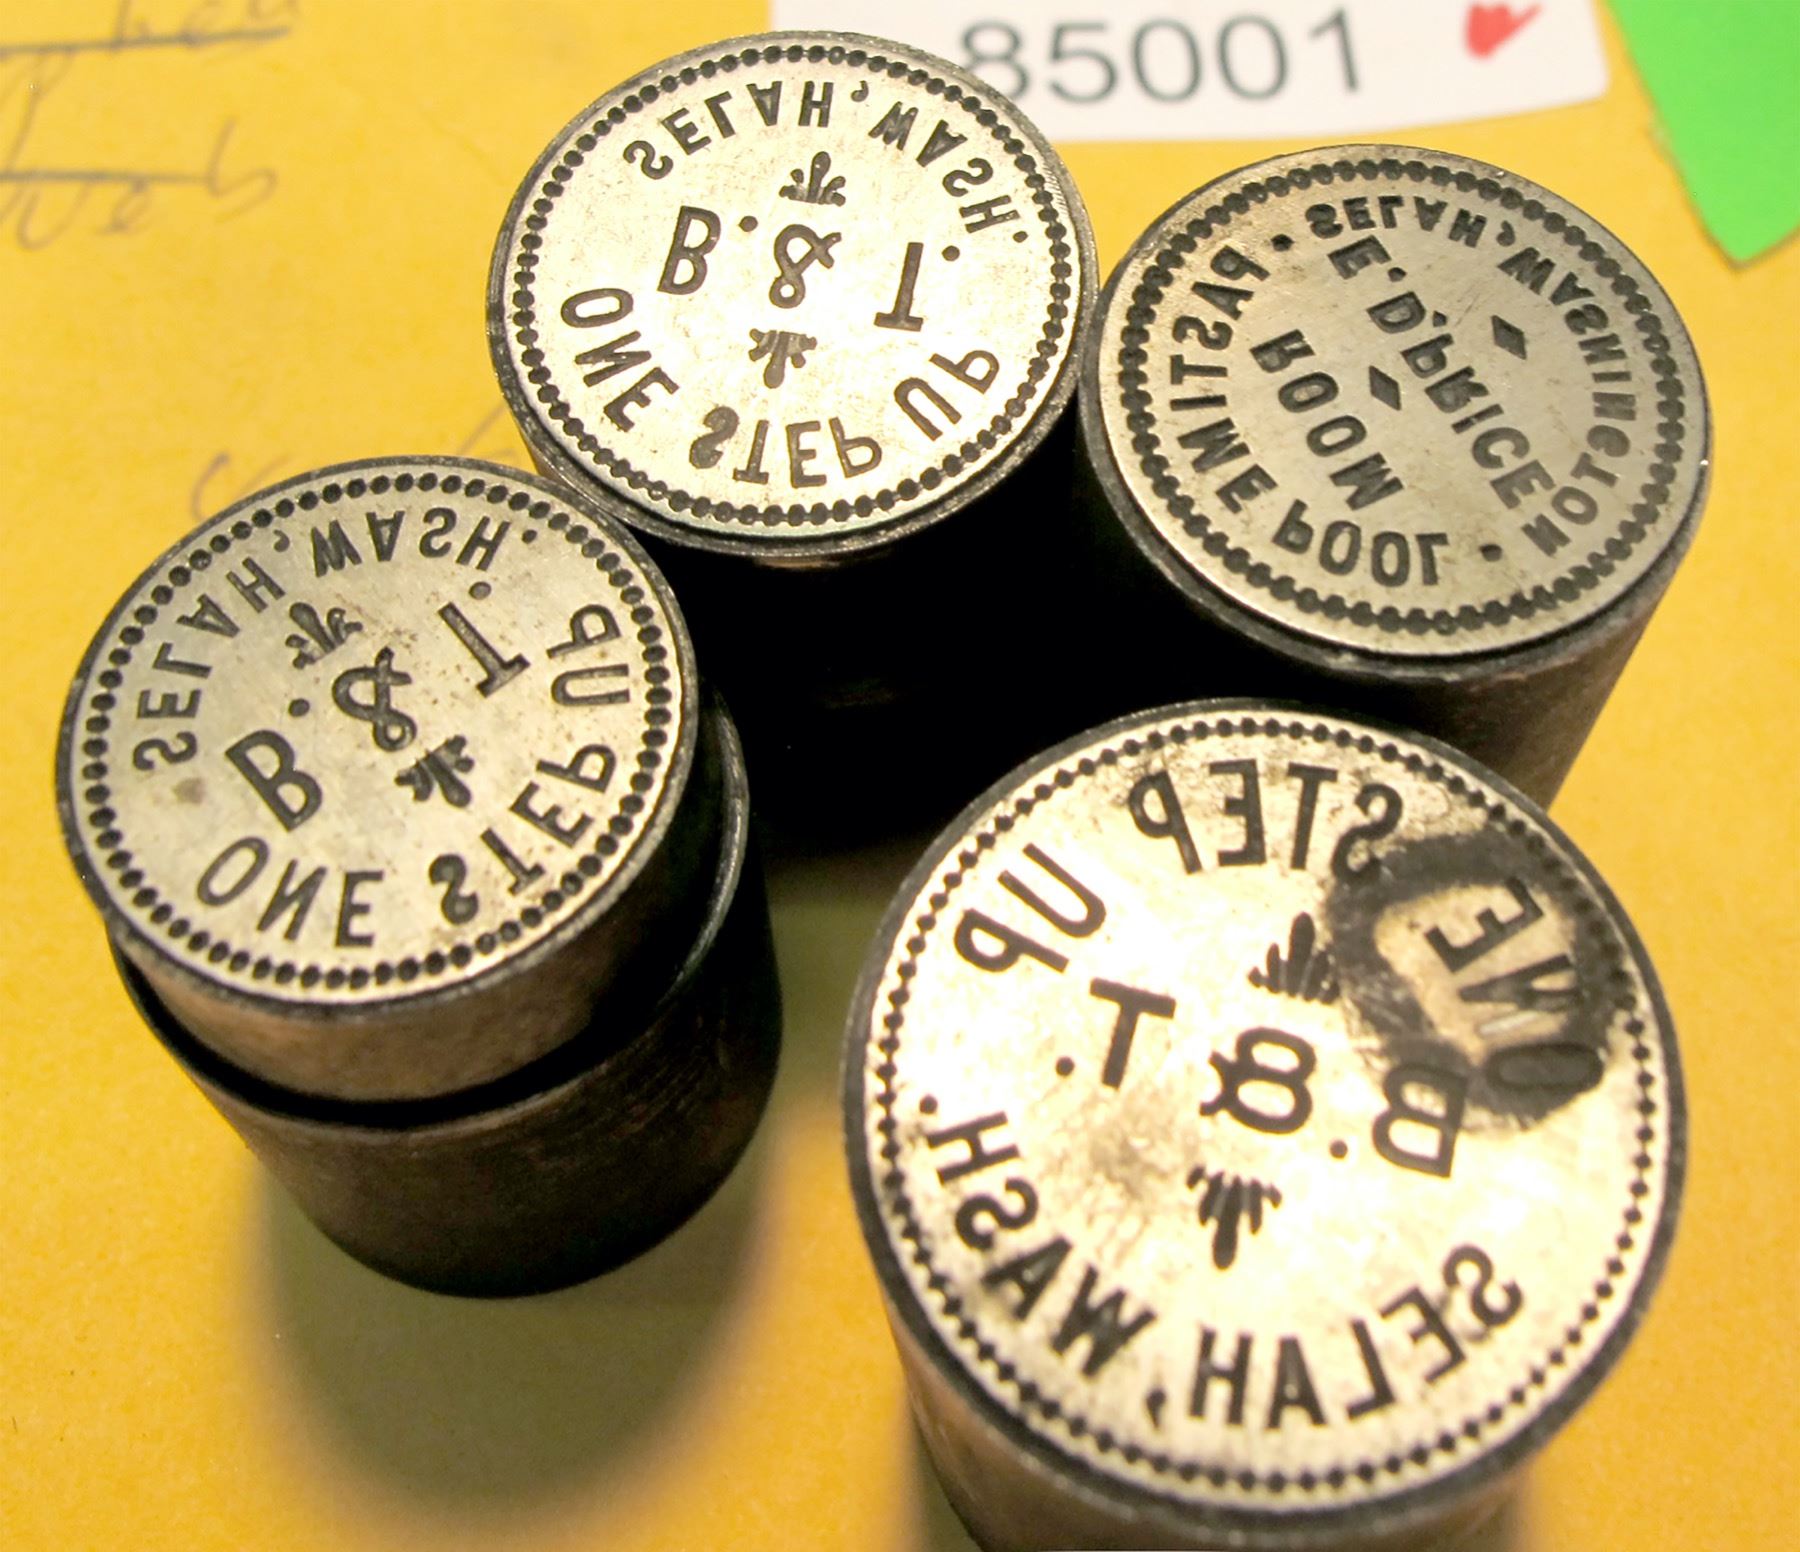 85001
SELAH, WASH.
B. & T.
ONE STEP UP
SELAH, WASHINGTON
E. D. PRICE
ROOM
PASTIME POOL
SELAH, WASH.
B. & T.
ONE STEP UP
ONE STEP UP
B. & T.
SELAH, WASH.